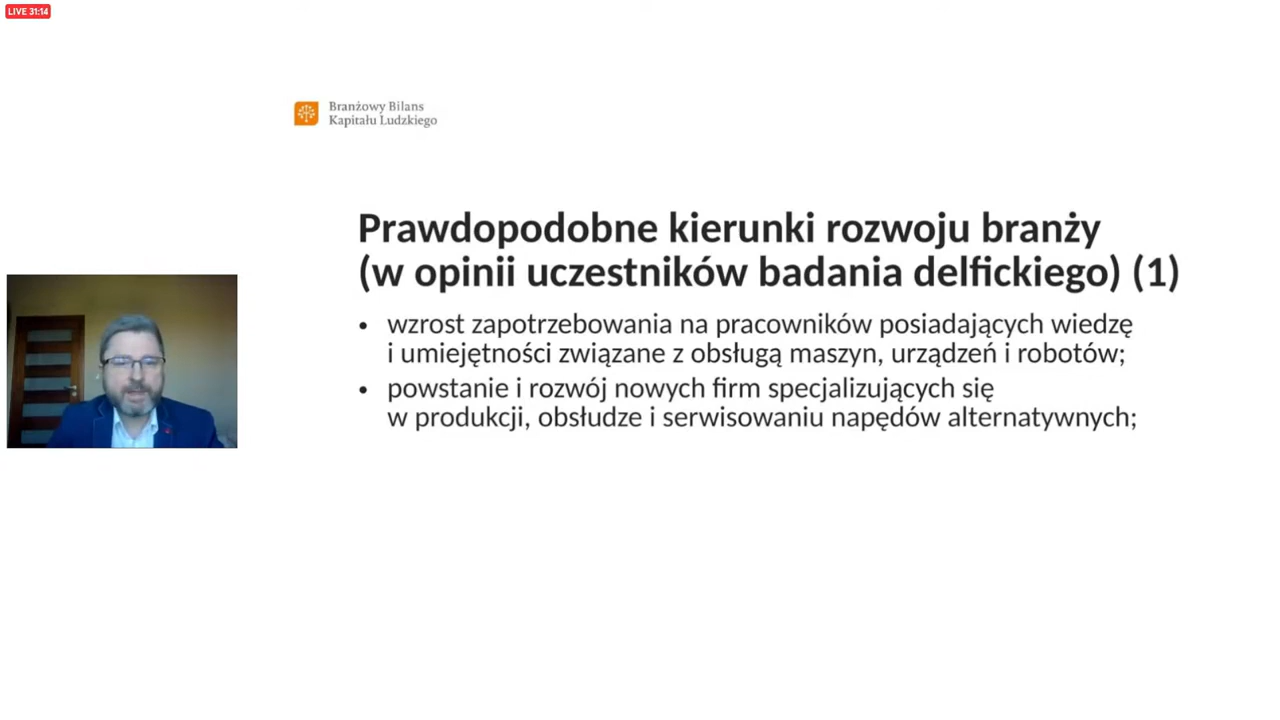 LIVE 31:14
Branżowy Bilans
Kapitału Ludzkiego
Prawdopodobne kierunki rozwoju branży
(w opinii uczestników badania delfickiego) (1)
• wzrost zapotrzebowania na pracowników posiadających wiedzę
i umiejętności związane z obsługą maszyn, urządzeń i robotów;
• powstanie i rozwój nowych firm specjalizujących się
w produkcji, obsłudze i serwisowaniu napędów alternatywnych;